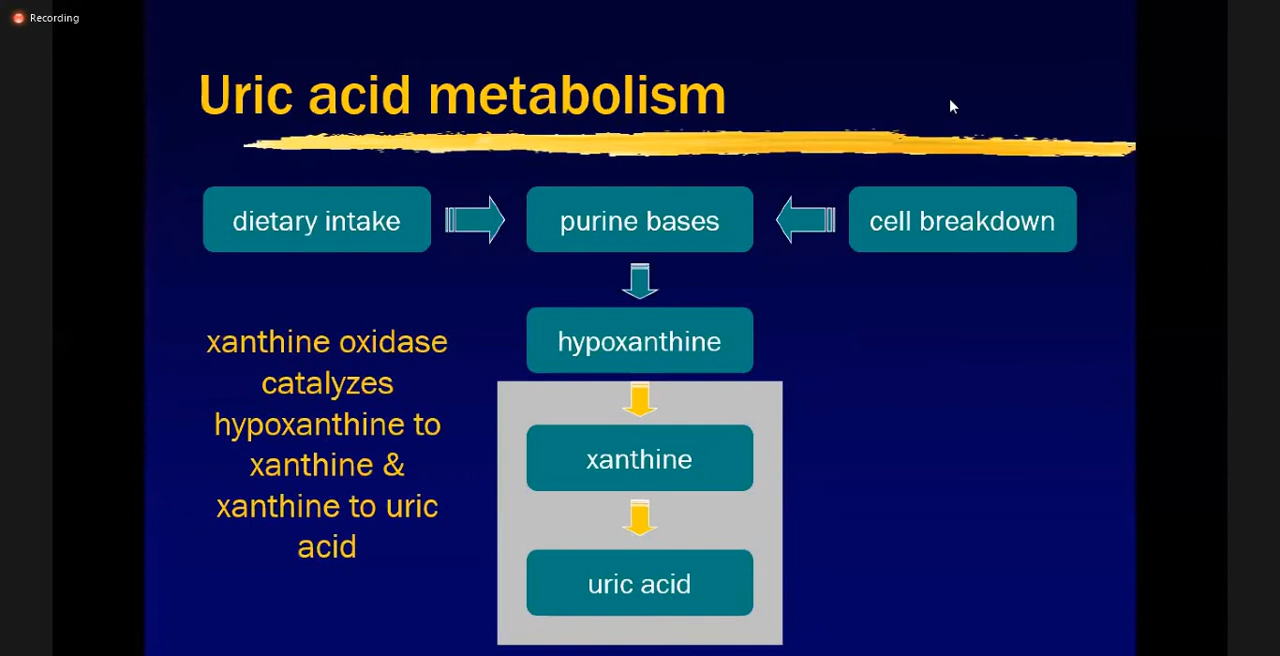 Recording
Uric acid metabolism
dietary intake
purine bases
cell breakdown
hypoxanthine
xanthine oxidase
catalyzes
hypoxanthine to
xanthine &
xanthine to uric
acid
xanthine
uric acid